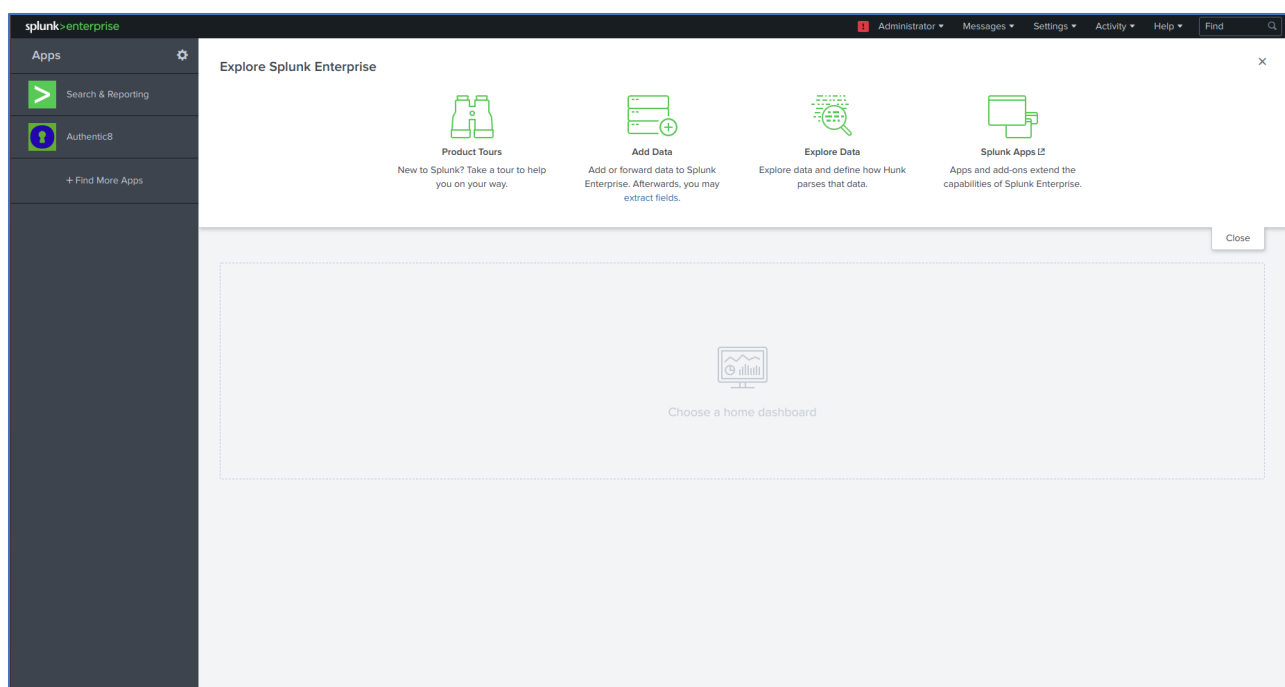 splunk>enterprise
! Administrator Messages Settings Activity Help Find
Apps
Search & Reporting
Authentic8
+ Find More Apps
Explore Splunk Enterprise
Product Tours
New to Splunk? Take a tour to help
you on your way.
Add Data
Add or forward data to Splunk
Enterprise. Afterwards, you may
extract fields.
Explore Data
Explore data and define how Hunk
parses that data.
Splunk Apps
Apps and add-ons extend the
capabilities of Splunk Enterprise.
Close
Choose a home dashboard